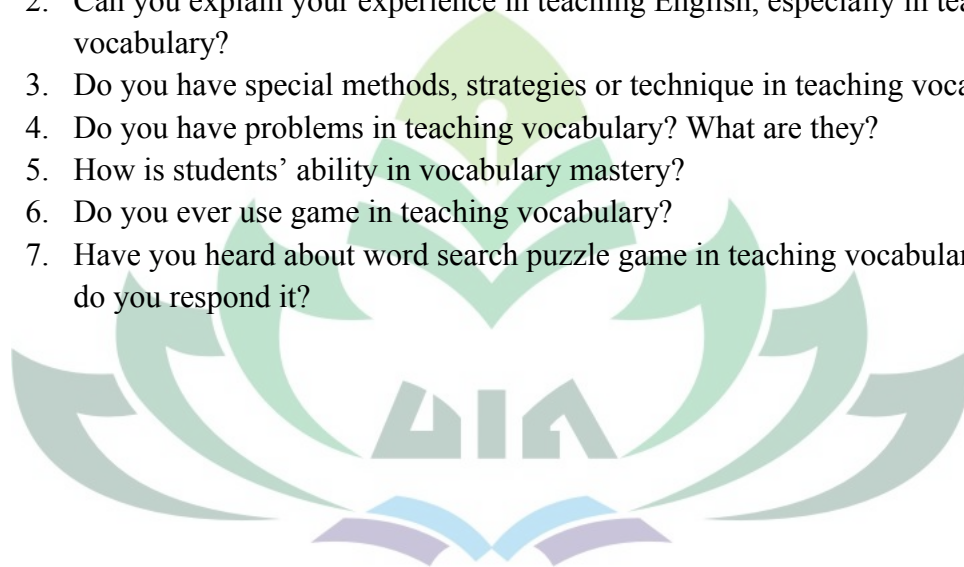 2. Can you explain your experience in teaching English, especially in
vocabulary?
3. Do you have special methods, strategies or technique in teaching
4. Do you have problems in teaching vocabulary? What are they?
5. How is students’ ability in vocabulary mastery?
6. Do you ever use game in teaching vocabulary?
7. Have you heard about word search puzzle game in teaching
do you respond it?
UIN